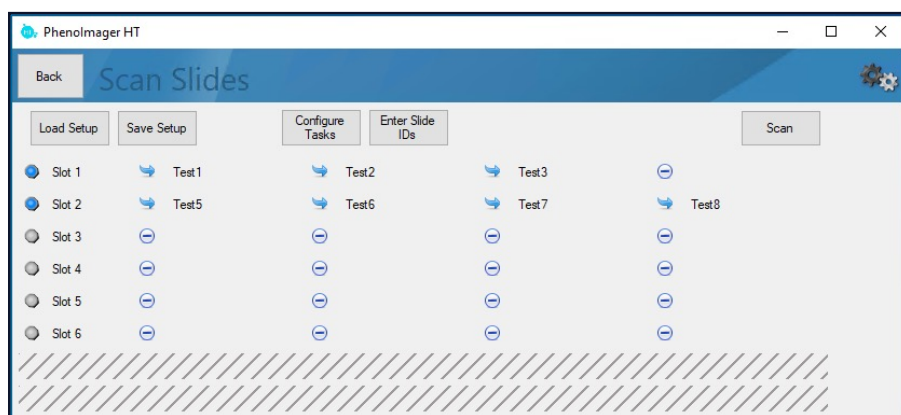 PhenoImager HT
Back Scan Slides
Load Setup Save Setup Configure Tasks Enter Slide IDs Scan
Slot 1 Test1 Test2 Test3
Slot 2 Test5 Test6 Test7 Test8
Slot 3
Slot 4
Slot 5
Slot 6